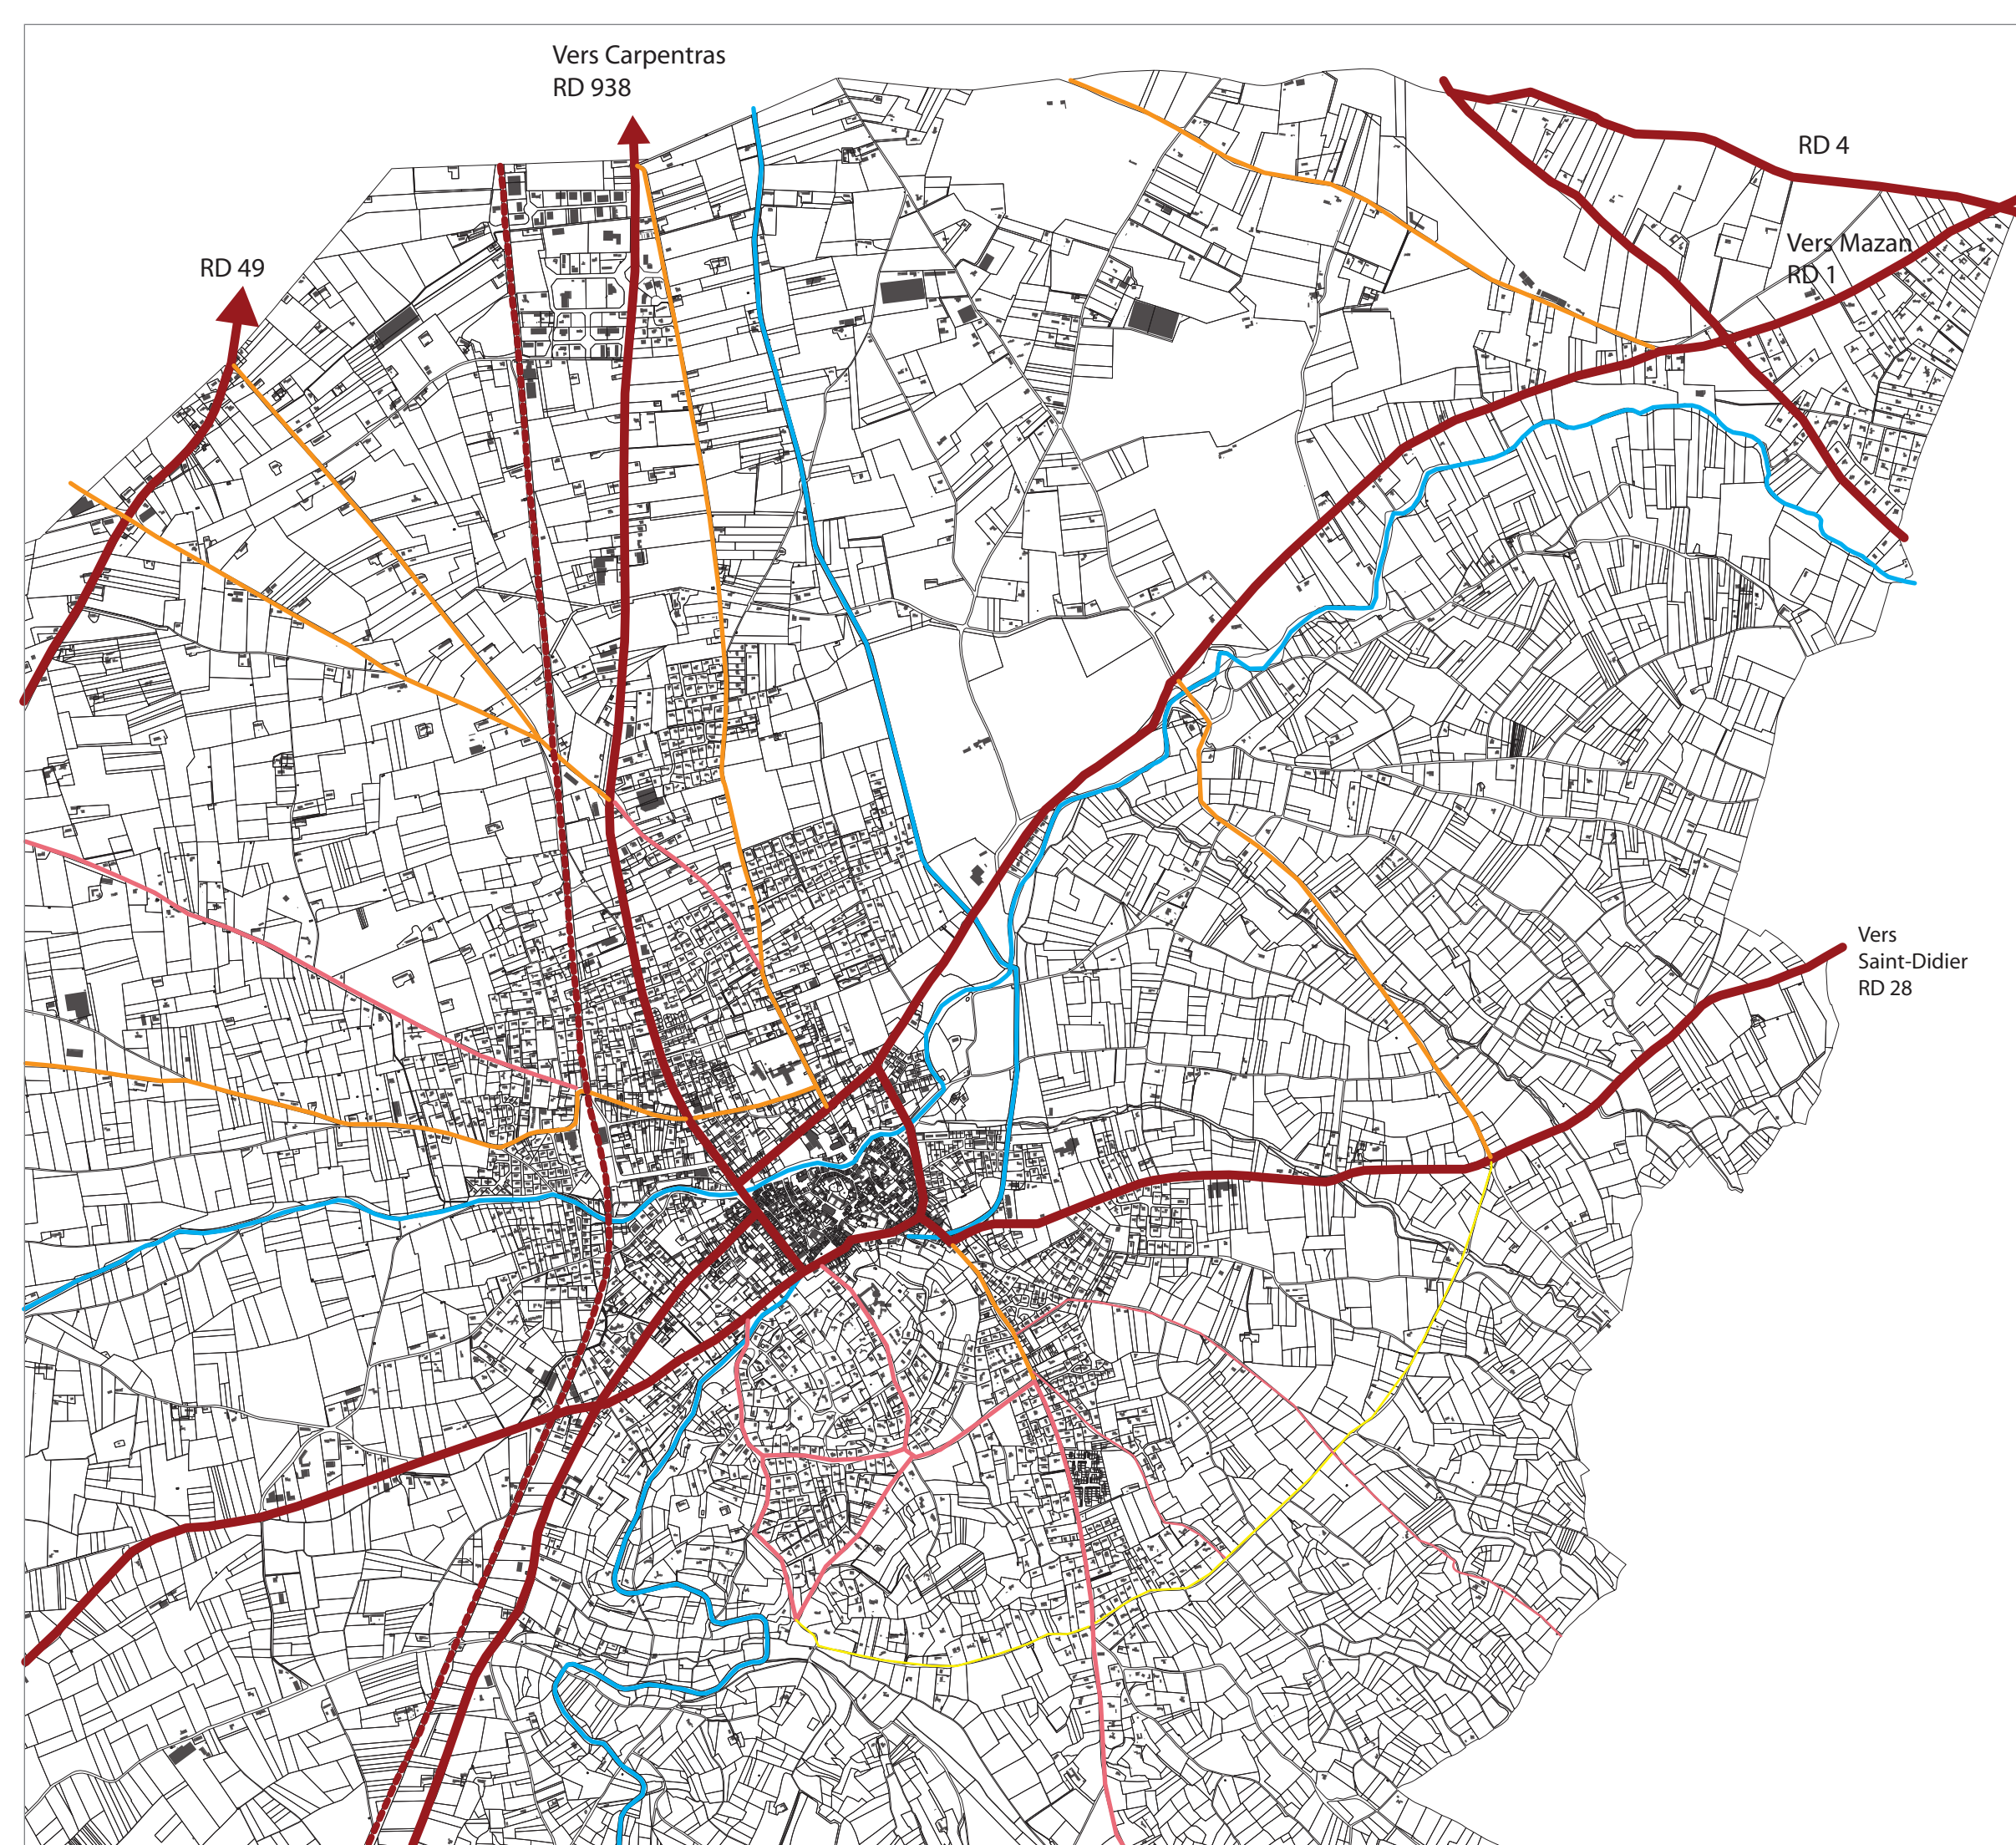 Vers Carpentras
RD 938
RD 4
Vers Mazan
RD 1
RD 49
Vers
Saint-Didier
RD 28